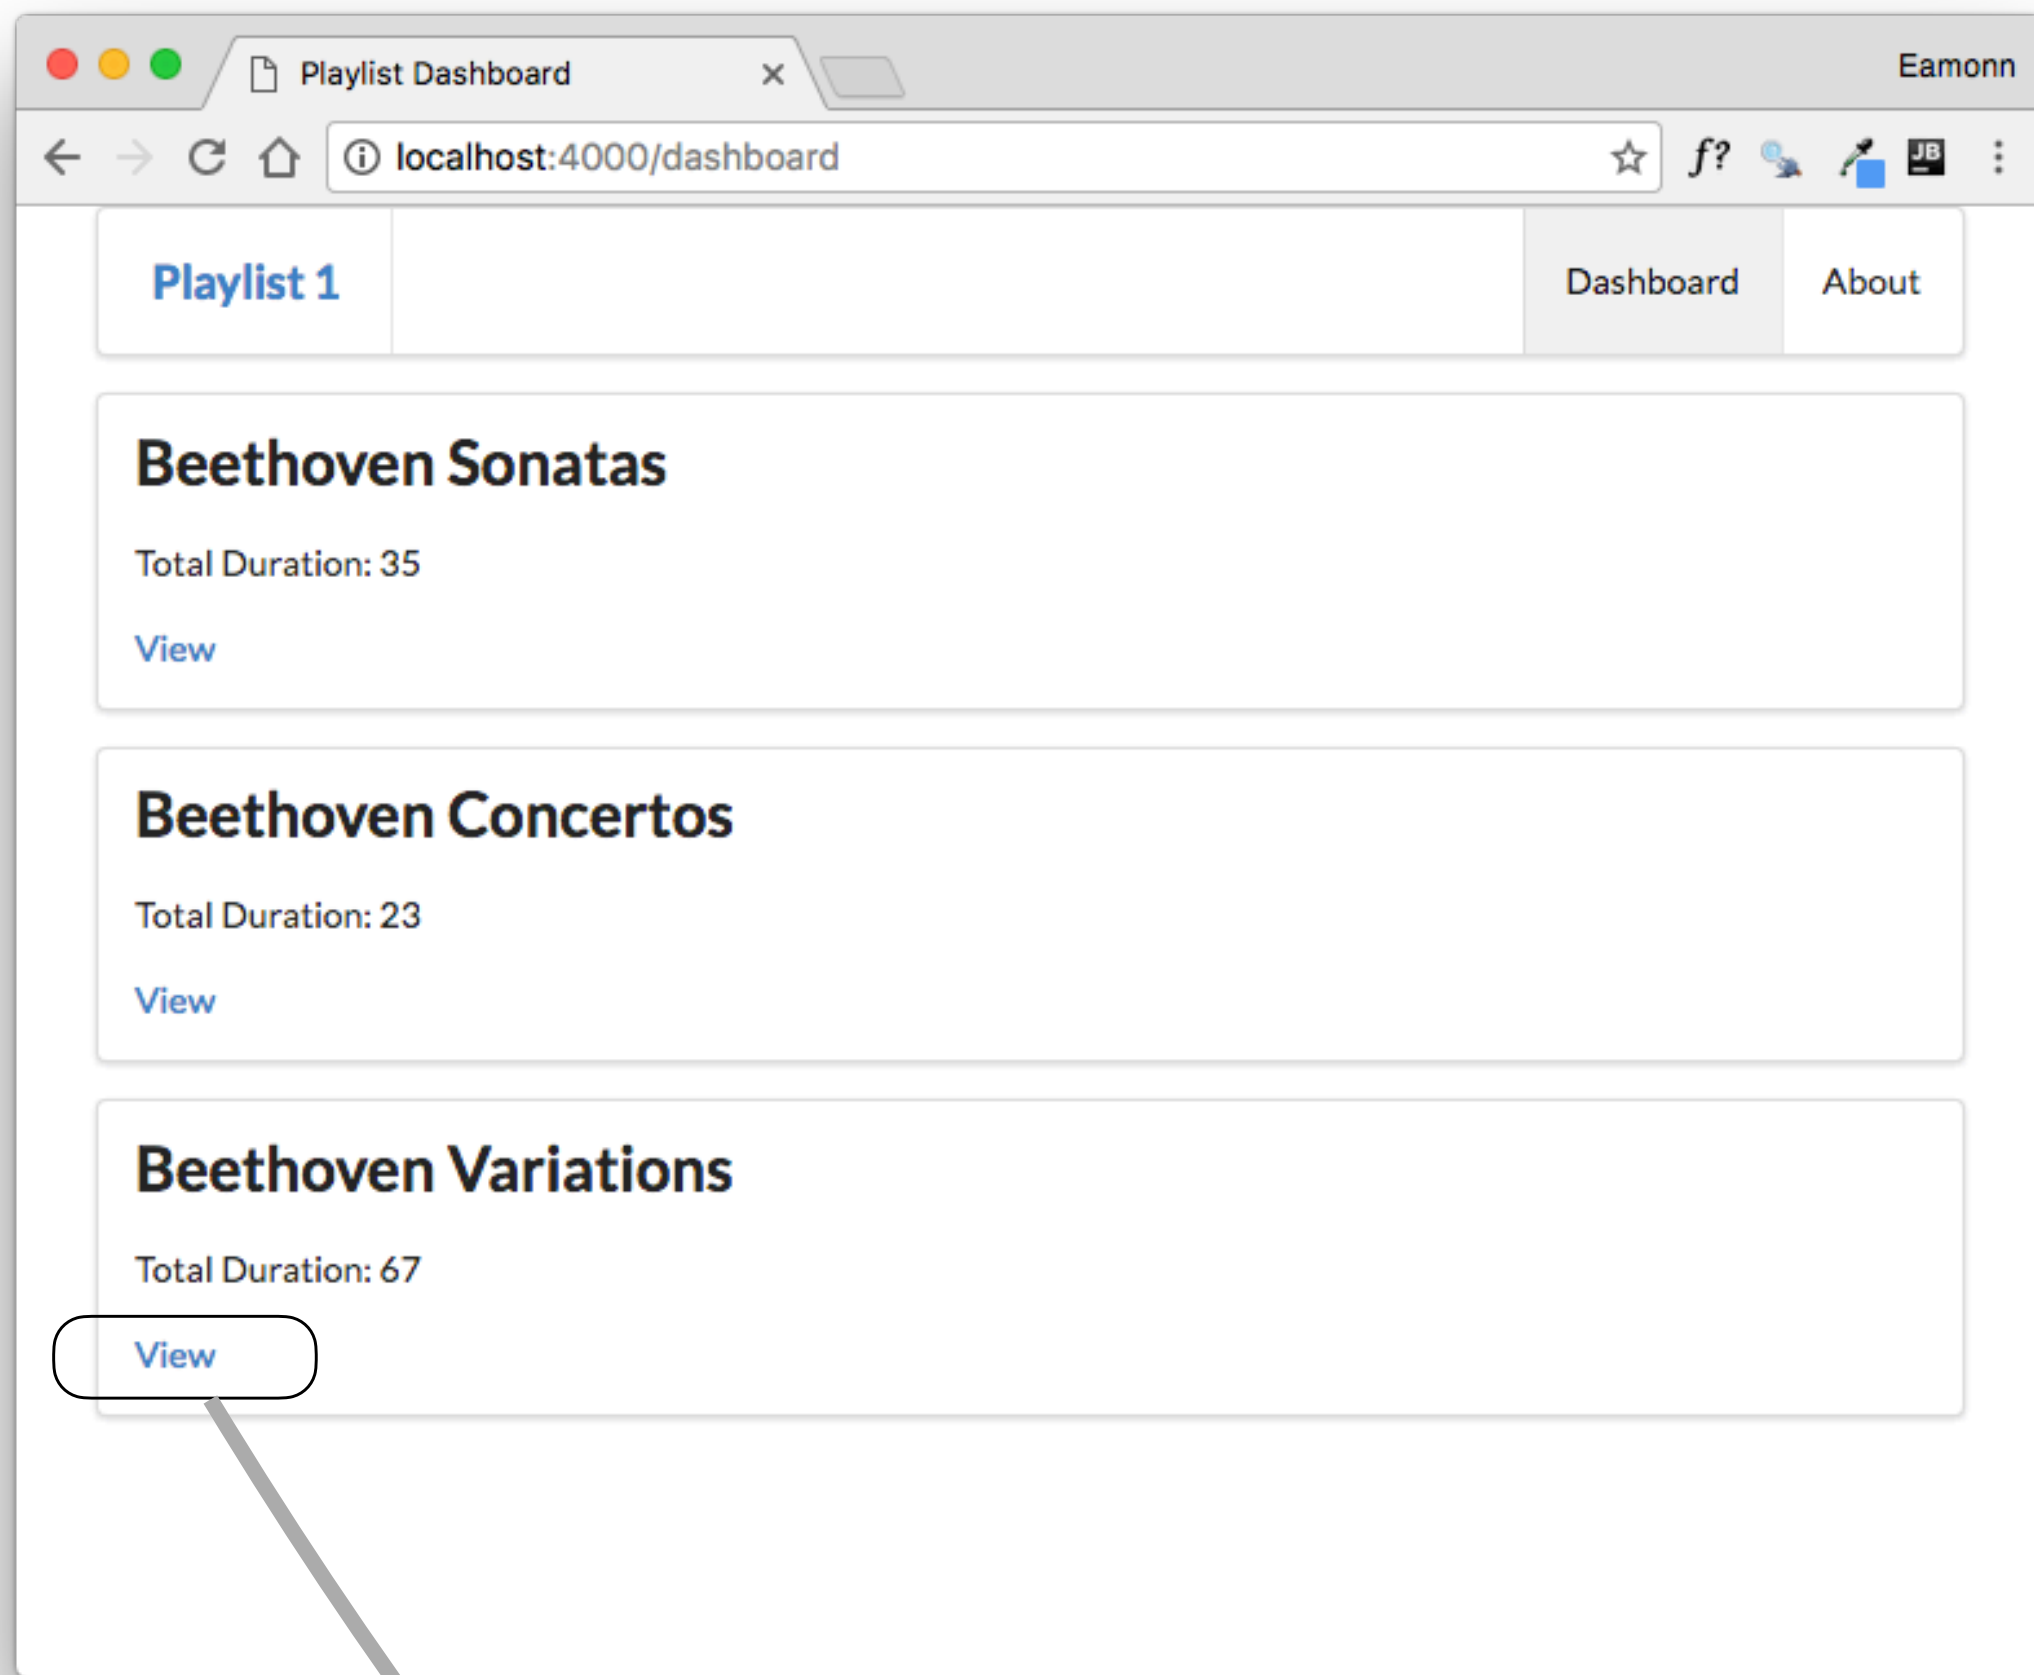 Playlist Dashboard
Eamonn
localhost:4000/dashboard
f?
JB
Playlist 1
Dashboard
About
Beethoven Sonatas
Total Duration: 35
View
Beethoven Concertos
Total Duration: 23
View
Beethoven Variations
Total Duration: 67
View